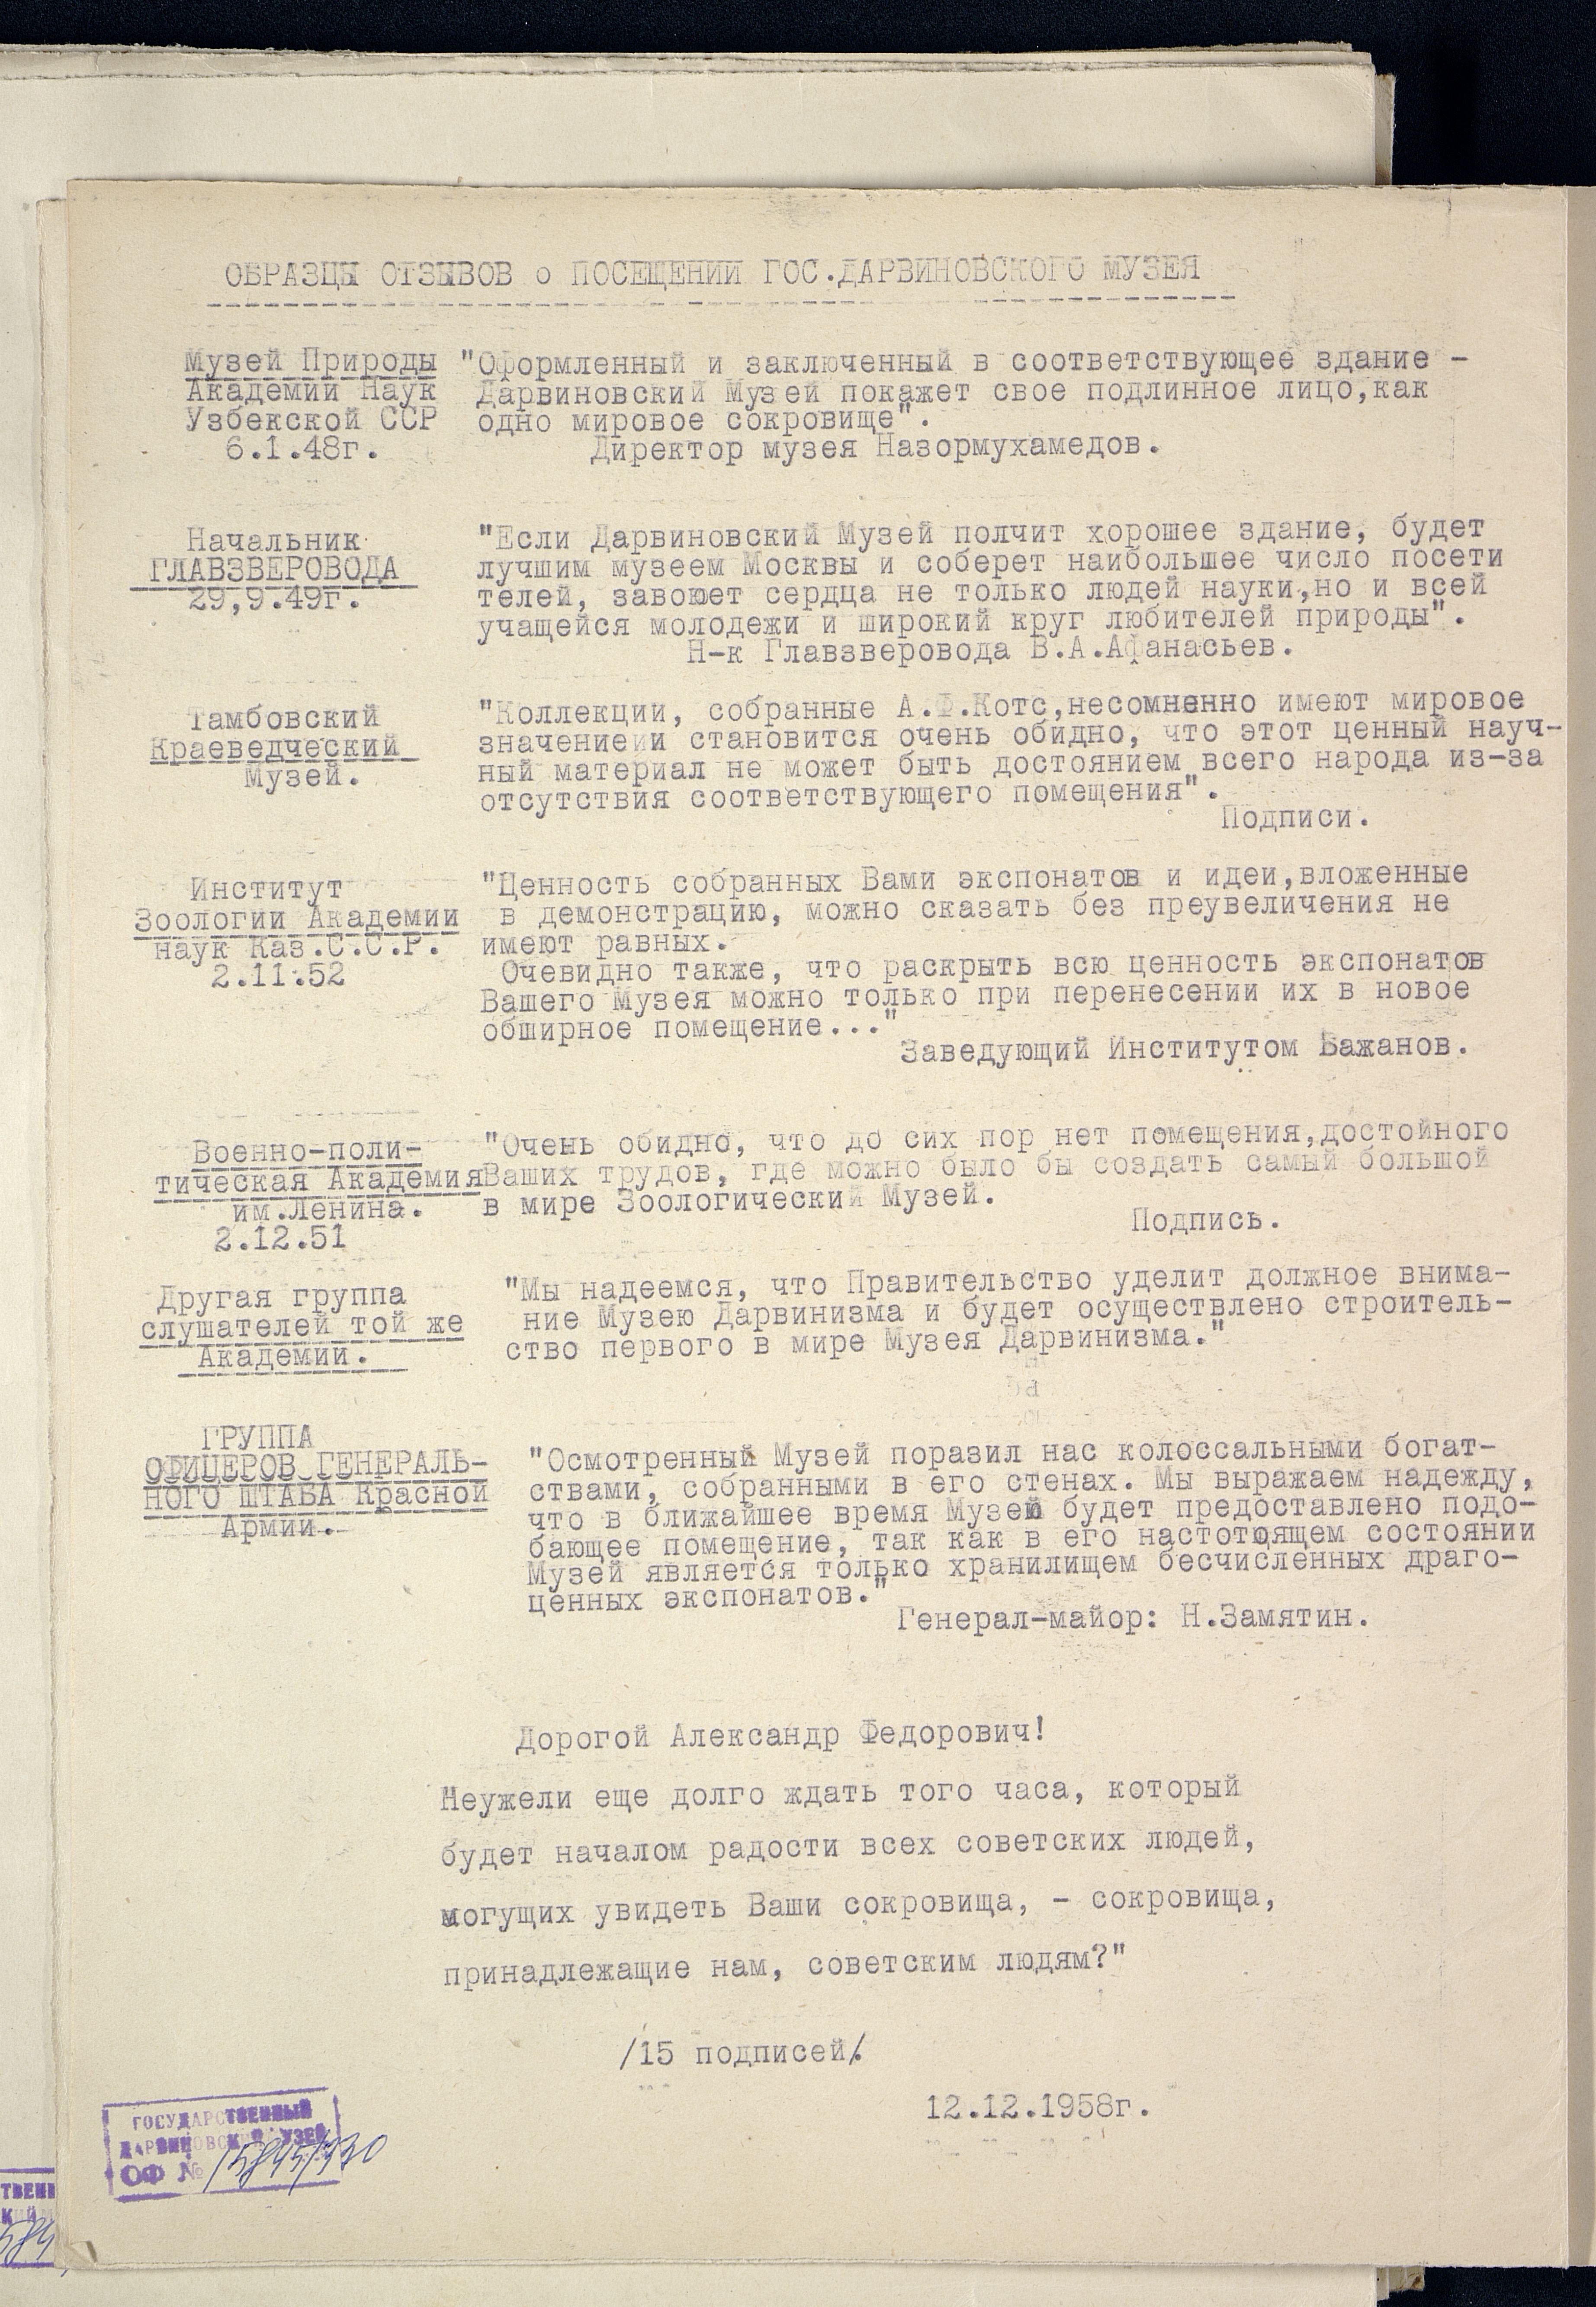 ОБРАЗЦЫ ОТЗЫВОВ о ПОСЕЩЕНИИ ГОС.ДАРВИНОВСКОГО МУЗЕЯ
Музей Природы
Академии Наук
Узбекской ССР
6.1.48г.
"Оформленный и заключенный в соответствующее здание -
Дарвиновский Музей покажет свое подлинное лицо,как
одно мировое сокровище".
Директор музея Назормухамедов.
Начальник
ГЛАВЗВЕРОВОДА
29,9.49г.
"Если Дарвиновский Музей полчит хорошее здание, будет
лучшим музеем Москвы и соберет наибольшее число посети
телей, завоюет сердца не только людей науки,но и всей
учащейся молодежи и широкий круг любителей природы".
Н-к Главзверовода В.А.Афанасьев.
Тамбовский
Краеведческий
Музей.
"Коллекции, собранные А.Ф.Котс,несомненно имеют мировое
значениеии становится очень обидно, что этот ценный науч-
ный материал не может быть достоянием всего народа из-за
отсутствия соответствующего помещения".
Подписи.
Институт
Зоологии Академии
наук Каз.С.С.Р.
2.11.52
"Ценность собранных Вами экспонатов и идеи,вложенные
в демонстрацию, можно сказать без преувеличения не
имеют равных.
Очевидно также, что раскрыть всю ценность экспонатов
Вашего Музея можно только при перенесении их в новое
обширное помещение..."
Заведующий Институтом Бажанов.
Военно-поли-
тическая Академия
им.Ленина.
2.12.51
"Очень обидно, что до сих пор нет помещения,достойного
Ваших трудов, где можно было бы создать самый большой
в мире Зоологический Музей.
Подпись.
Другая группа
слушателей той же
Академии.
"Мы надеемся, что Правительство уделит должное внима-
ние Музею Дарвинизма и будет осуществлено строитель-
ство первого в мире Музея Дарвинизма."
ГРУППА
ОФИЦЕРОВ ГЕНЕРАЛЬ-
НОГО ШТАБА Красной
Армии.
"Осмотренный Музей поразил нас колоссальными богат-
ствами, собранными в его стенах. Мы выражаем надежду,
что в ближайшее время Музею будет предоставлено подо-
бающее помещение, так как в его настотоящем состоянии
Музей является только хранилищем бесчисленных драго-
ценных экспонатов."
Генерал-майор: Н.Замятин.
Дорогой Александр Федорович!
Неужели еще долго ждать того часа, который
будет началом радости всех советских людей,
могущих увидеть Ваши сокровища, - сокровища,
принадлежащие нам, советским людям?"
/15 подписей/.
12.12.1958г.
ГОСУДАРСТВЕННЫЙ
ДАРВИНОВСКИЙ МУЗЕЙ
ОФ №